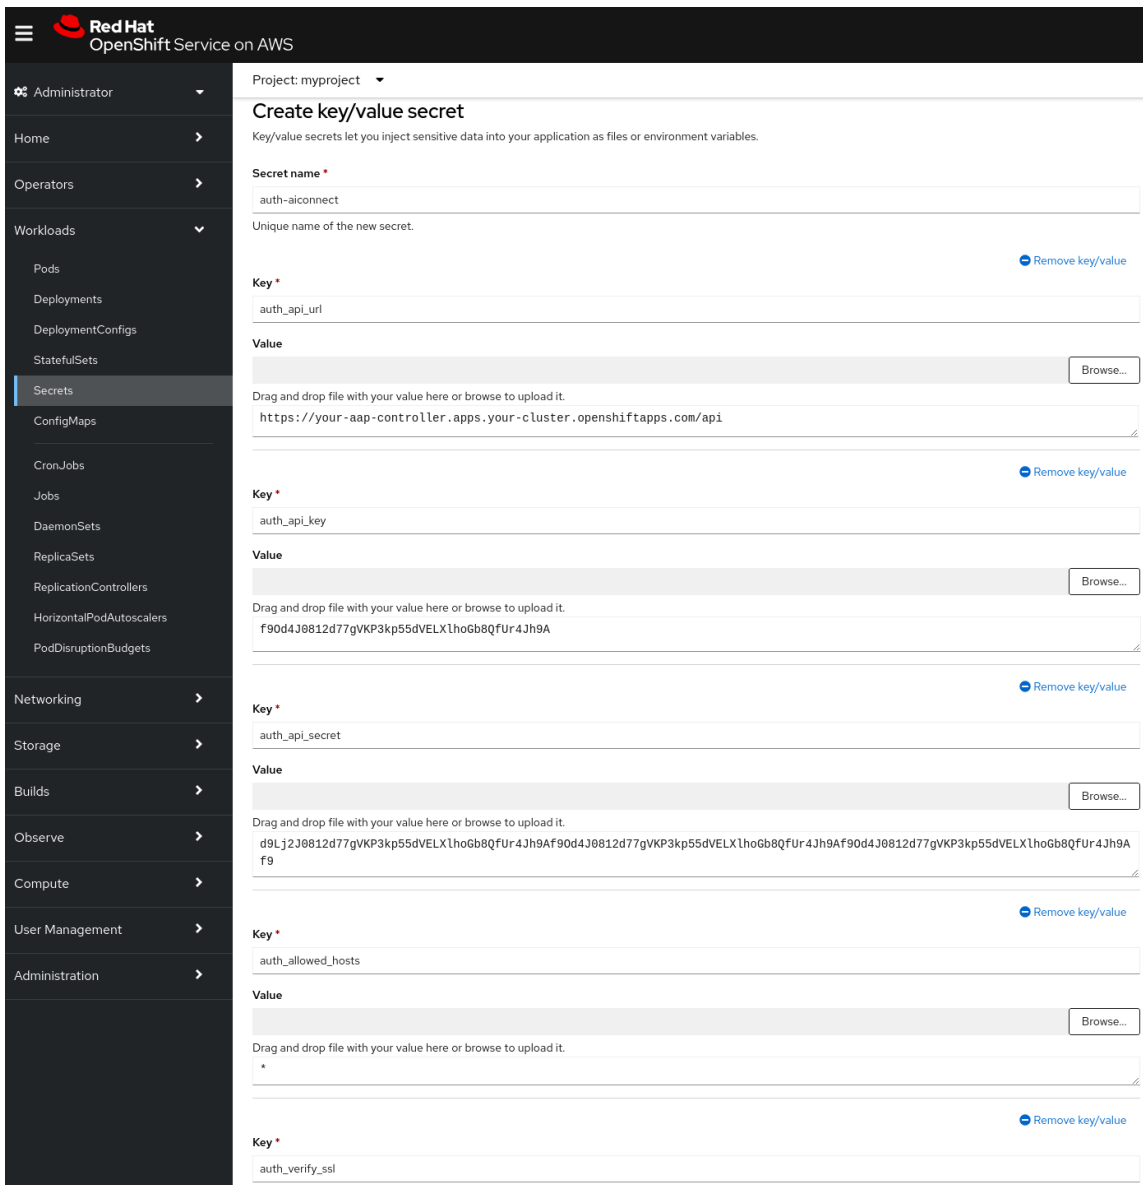 Red Hat
OpenShift Service on AWS
Administrator
Home
Operators
Workloads
Pods
Deployments
DeploymentConfigs
StatefulSets
Secrets
ConfigMaps
CronJobs
Jobs
DaemonSets
ReplicaSets
ReplicationControllers
HorizontalPodAutoscalers
PodDisruptionBudgets
Networking
Storage
Builds
Observe
Compute
User Management
Administration
Project: myproject
Create key/value secret
Key/value secrets let you inject sensitive data into your application as files or environment variables.
Secret name *
auth-aiconnect
Unique name of the new secret.
Remove key/value
Key *
auth_api_url
Value
Browse...
Drag and drop file with your value here or browse to upload it.
https://your-aap-controller.apps.your-cluster.openshiftapps.com/api
Remove key/value
Key *
auth_api_key
Value
Browse...
Drag and drop file with your value here or browse to upload it.
f9Od4J0812d77gVKP3kp55dVELXlhoGb8QfUr4Jh9A
Remove key/value
Key *
auth_api_secret
Value
Browse...
Drag and drop file with your value here or browse to upload it.
d9Lj2J0812d77gVKP3kp55dVELXlhoGb8QfUr4Jh9Af9Od4J0812d77gVKP3kp55dVELXlhoGb8QfUr4Jh9Af9Od4J0812d77gVKP3kp55dVELXlhoGb8QfUr4Jh9A
f9
Remove key/value
Key *
auth_allowed_hosts
Value
Browse...
Drag and drop file with your value here or browse to upload it.
*
Remove key/value
Key *
auth_verify_ssl